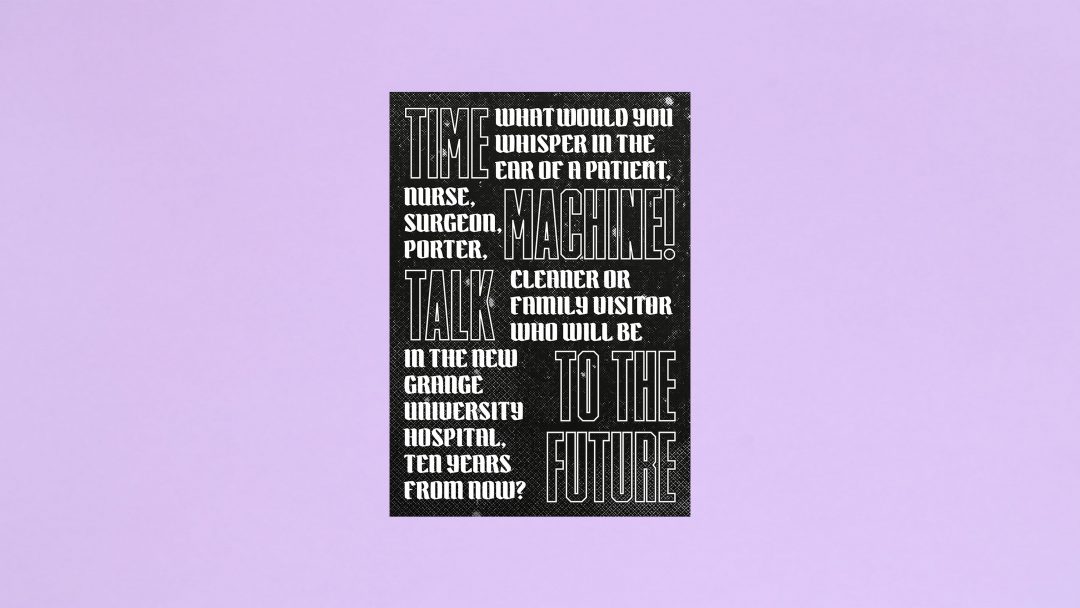 TIME
WHAT WOULD YOU
WHISPER IN THE
EAR OF A PATIENT,
NURSE,
SURGEON,
PORTER,
MACHINE!
TALK
CLEANER OR
FAMILY VISITOR
WHO WILL BE
IN THE NEW
GRANGE
UNIVERSITY
HOSPITAL,
TEN YEARS
FROM NOW?
TO THE
FUTURE